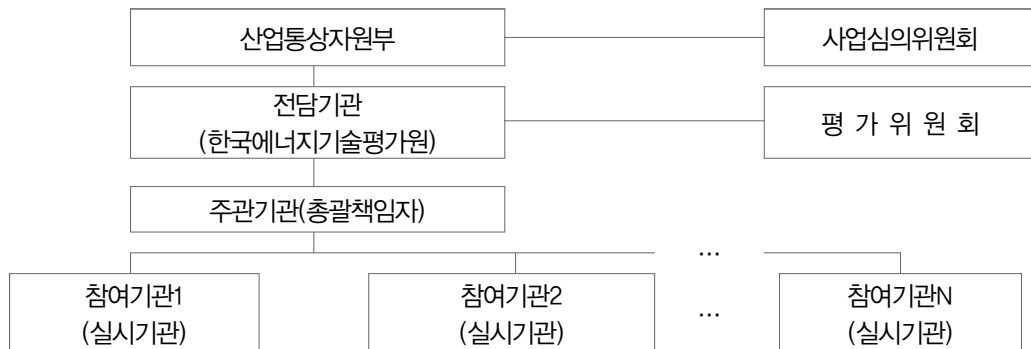 산업통상자원부
사업심의위원회
전담기관
(한국에너지기술평가원)
평 가 위 원 회
주관기관(총괄책임자)
...
참여기관1
(실시기관)
참여기관2
(실시기관)
...
참여기관N
(실시기관)